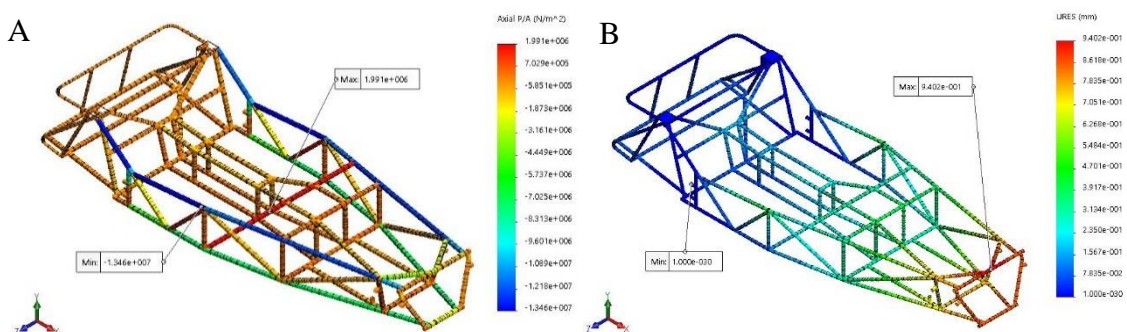 A
Axial P/A (N/m^2)
1.991e+006
7.029e+005
-5.851e+005
-1.873e+006
-3.161e+006
-4.449e+006
-5.737e+006
-7.025e+006
-8.313e+006
-9.601e+006
-1.089e+007
-1.218e+007
-1.346e+007
Max: 1.991e+006
Min: -1.346e+007
Y
Z
X
B
URES (mm)
9.402e-001
8.618e-001
7.835e-001
7.051e-001
6.268e-001
5.484e-001
4.701e-001
3.917e-001
3.134e-001
2.350e-001
1.567e-001
7.835e-002
1.000e-030
Max: 9.402e-001
Min: 1.000e-030
Y
Z
X